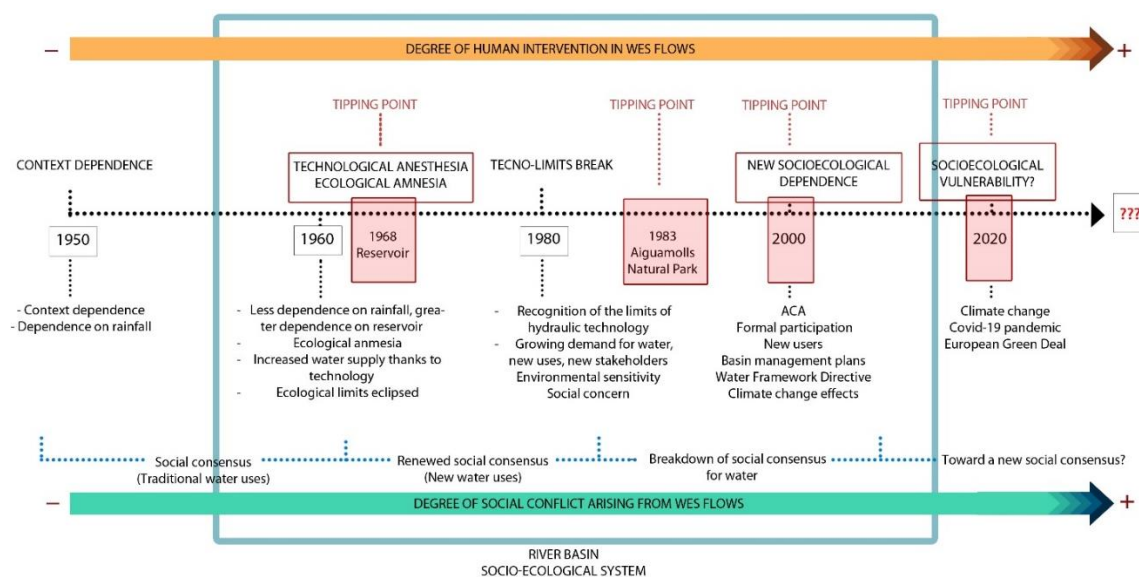 DEGREE OF HUMAN INTERVENTION IN WES FLOWS
−
+
TIPPING POINT
TIPPING POINT
TIPPING POINT
TIPPING POINT
CONTEXT DEPENDENCE
TECHNOLOGICAL ANESTHESIA
ECOLOGICAL AMNESIA
TECNO-LIMITS BREAK
NEW SOCIOECOLOGICAL
DEPENDENCE
SOCIOECOLOGICAL
VULNERABILITY?
???
1950
1960
1968
Reservoir
1980
1983
Aiguamolls
Natural Park
2000
2020
- Context dependence
- Dependence on rainfall
- Less dependence on rainfall, grea-
ter dependence on reservoir
- Ecological anmesia
- Increased water supply thanks to
technology
- Ecological limits eclipsed
- Recognition of the limits of
hydraulic technology
- Growing demand for water,
new uses, new stakeholders
Environmental sensitivity
Social concern
ACA
Formal participation
New users
Basin management plans
Water Framework Directive
Climate change effects
Climate change
Covid-19 pandemic
European Green Deal
Social consensus
(Traditional water uses)
Renewed social consensus
(New water uses)
Breakdown of social consensus
for water
Toward a new social consensus?
−
DEGREE OF SOCIAL CONFLICT ARISING FROM WES FLOWS
+
RIVER BASIN
SOCIO-ECOLOGICAL SYSTEM